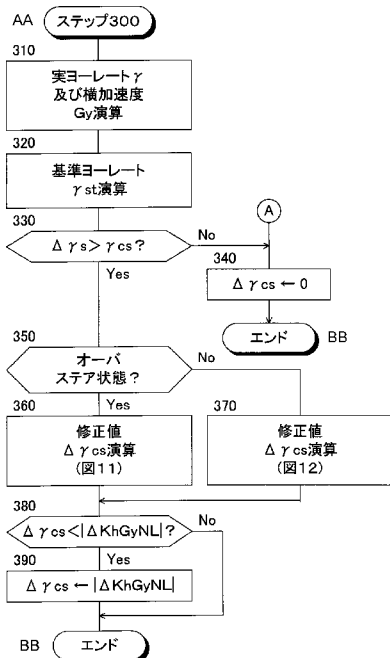 AA
ステップ300
310
実ヨーレートγ
及び横加速度
Gy演算
320
基準ヨーレート
γst演算
330
Δγs>γcs?
No
Yes
A
340
Δγcs ← 0
エンド
BB
350
オーバ
ステア状態?
No
Yes
360
修正値
Δγcs演算
(図11)
370
修正値
Δγcs演算
(図12)
380
Δγcs<|ΔKhGyNL|?
No
Yes
390
Δγcs ← |ΔKhGyNL|
BB
エンド